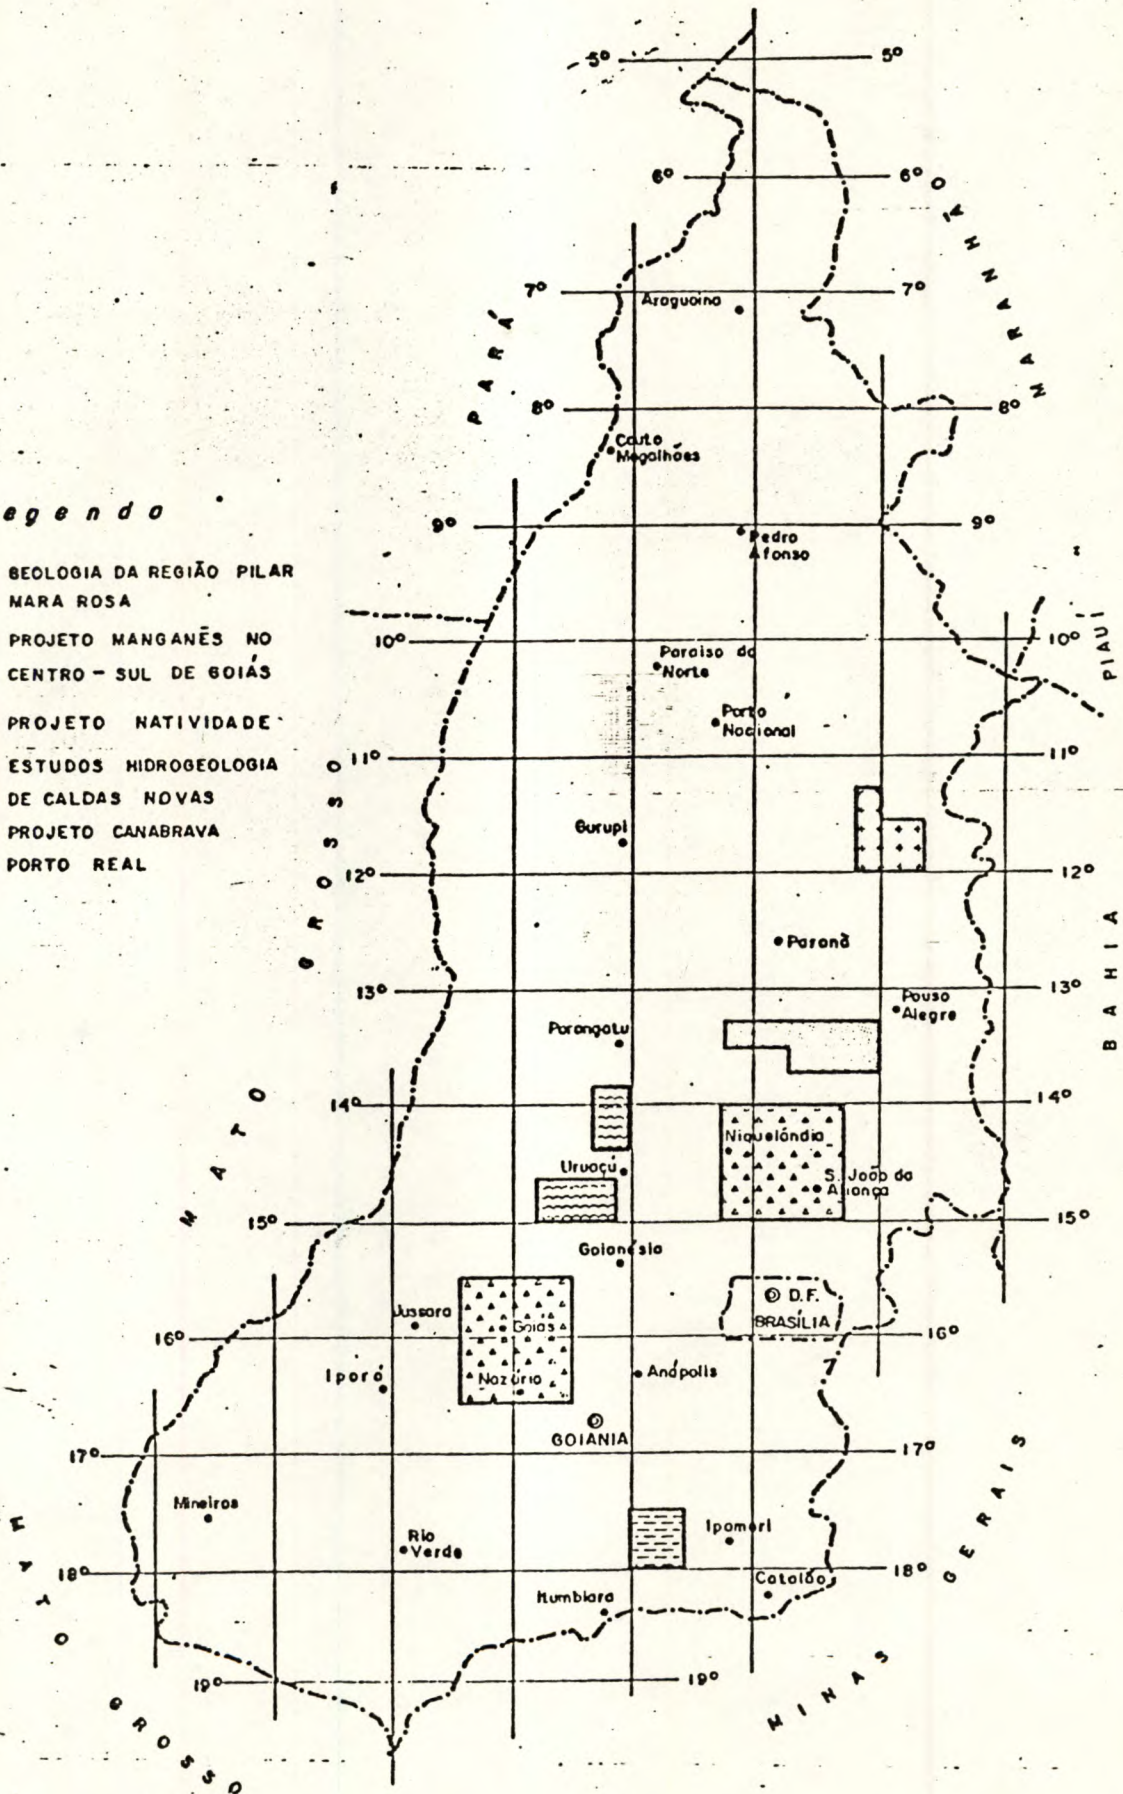 5º 5º
6º 6º
7º 7º
Araguaina
PARÁ
MARANHÃO
8º 8º
Couto
Magalhães
egenda
9º 9º
Pedro
Afonso
GEOLOGIA DA REGIÃO PILAR
MARA ROSA
PROJETO MANGANÊS NO
CENTRO - SUL DE GOIÁS
PROJETO NATIVIDADE
ESTUDOS HIDROGEOLOGIA
DE CALDAS NOVAS
PROJETO CANABRAVA
PORTO REAL
10º 10º
PIAUÍ
Paraiso do
Norte
Porto
Nacional
11º 11º
Gurupi
12º 12º
MATO GROSSO
BAHIA
Paranã
13º 13º
Pouso
Alegre
Porangatu
14º 14º
Niquelândia
Uruaçú
S. João da
Aliança
15º 15º
Goianésia
D.F.
BRASÍLIA
Jussara
Goiás
16º 16º
Iporá
Nazário
Anápolis
GOIANIA
17º 17º
Mineiros
Ipameri
Rio
Verde
18º 18º
Catalão
Itumbiara
19º 19º
MATO GROSSO
MINAS GERAIS